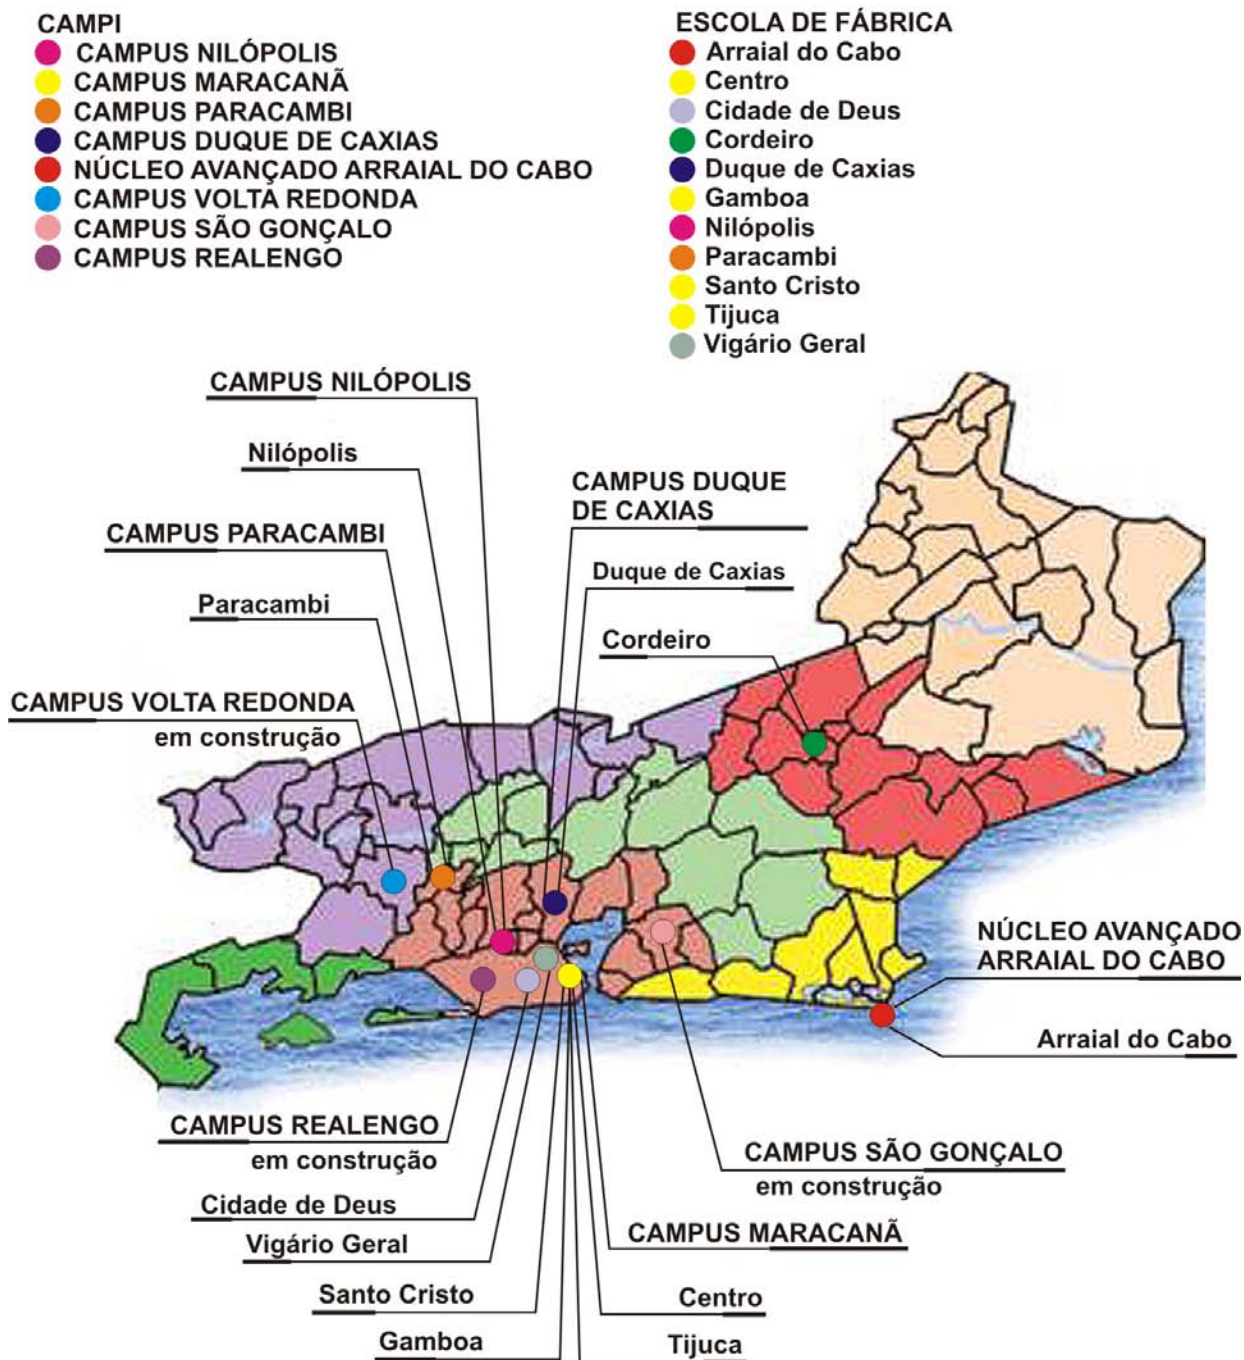 CAMPI
CAMPUS NILÓPOLIS
CAMPUS MARACANÃ
CAMPUS PARACAMBI
CAMPUS DUQUE DE CAXIAS
NÚCLEO AVANÇADO ARRAIAL DO CABO
CAMPUS VOLTA REDONDA
CAMPUS SÃO GONÇALO
CAMPUS REALENGO
ESCOLA DE FÁBRICA
Arraial do Cabo
Centro
Cidade de Deus
Cordeiro
Duque de Caxias
Gamboa
Nilópolis
Paracambi
Santo Cristo
Tijuca
Vigário Geral
CAMPUS NILÓPOLIS
Nilópolis
CAMPUS PARACAMBI
Paracambi
CAMPUS VOLTA REDONDA
em construção
CAMPUS DUQUE
DE CAXIAS
Duque de Caxias
Cordeiro
NÚCLEO AVANÇADO
ARRAIAL DO CABO
Arraial do Cabo
CAMPUS REALENGO
em construção
Cidade de Deus
Vigário Geral
Santo Cristo
Gamboa
CAMPUS SÃO GONÇALO
em construção
CAMPUS MARACANÃ
Centro
Tijuca